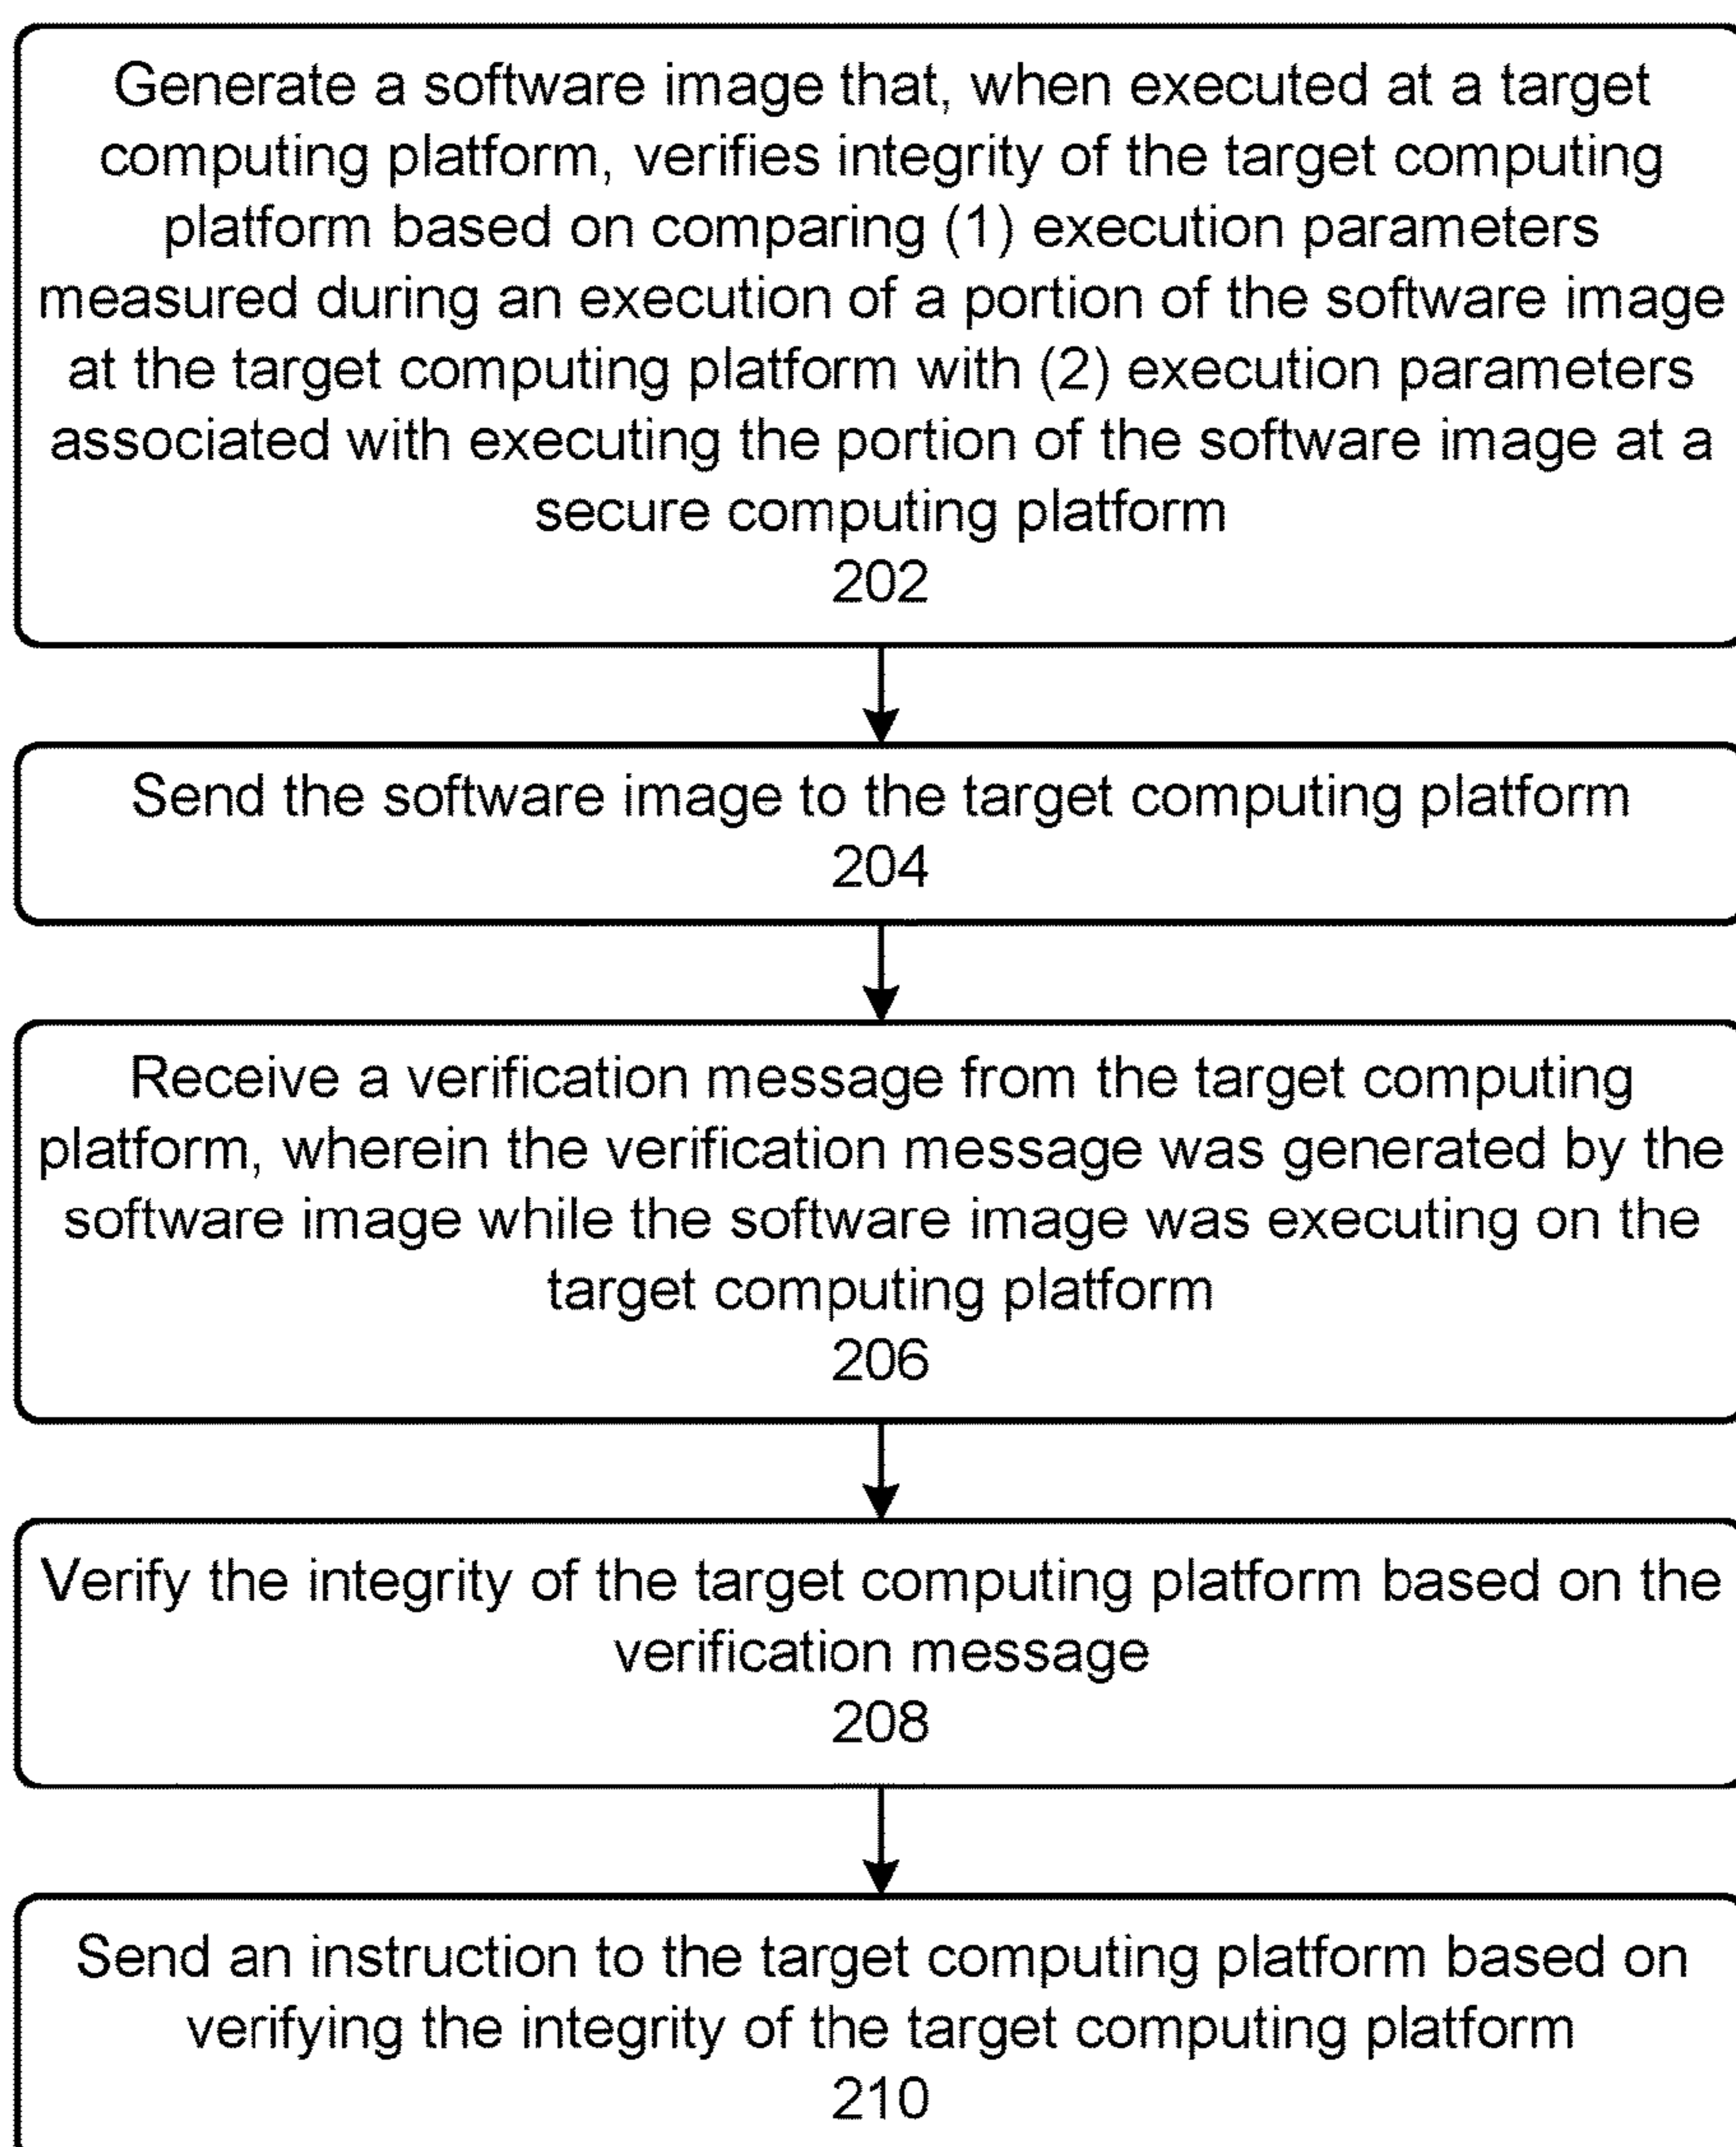 Generate a software image that, when executed at a target
computing platform, verifies integrity of the target computing
platform based on comparing (1) execution parameters
measured during an execution of a portion of the software image
at the target computing platform with (2) execution parameters
associated with executing the portion of the software image at a
secure computing platform
202
Send the software image to the target computing platform
204
Receive a verification message from the target computing
platform, wherein the verification message was generated by the
software image while the software image was executing on the
target computing platform
206
Verify the integrity of the target computing platform based on the
verification message
208
Send an instruction to the target computing platform based on
verifying the integrity of the target computing platform
210